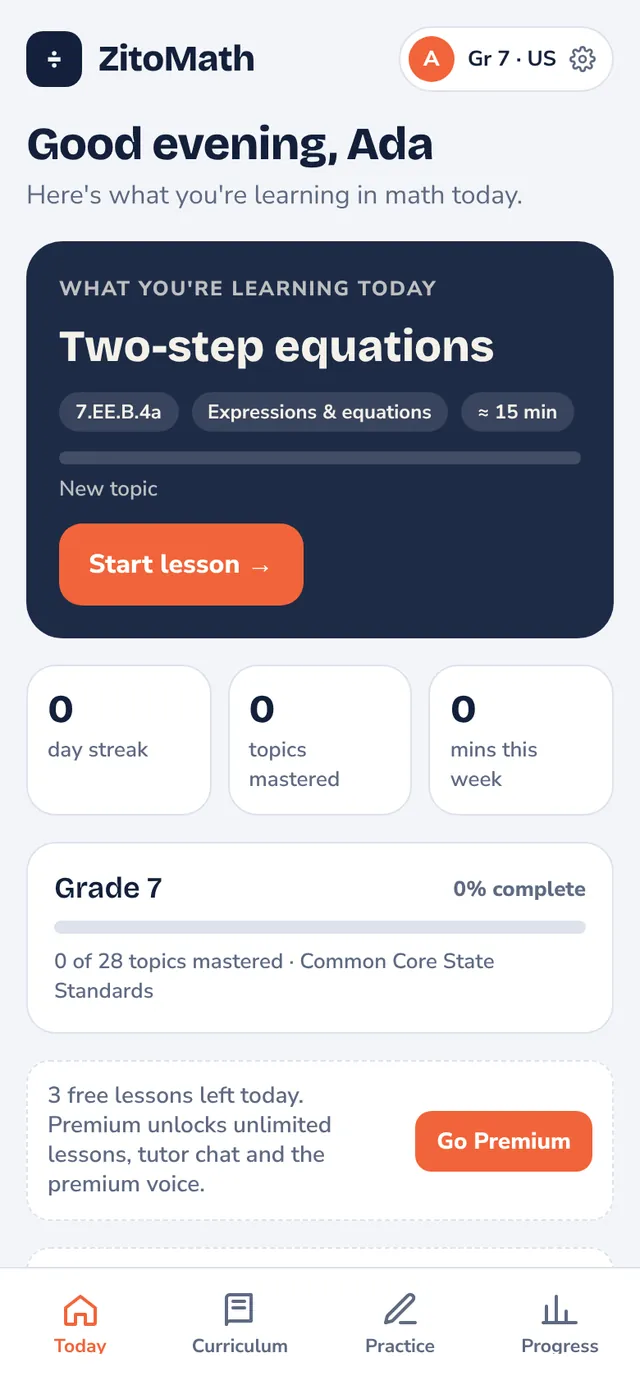 ÷ ZitoMath
A Gr 7 · US
Good evening, Ada
Here's what you're learning in math today.
WHAT YOU'RE LEARNING TODAY
Two-step equations
7.EE.B.4a Expressions & equations ≈ 15 min
New topic
Start lesson →
0
day streak
0
topics
mastered
0
mins this
week
Grade 7 0% complete
0 of 28 topics mastered · Common Core State
Standards
3 free lessons left today.
Premium unlocks unlimited
lessons, tutor chat and the
premium voice.
Go Premium
Today Curriculum Practice Progress